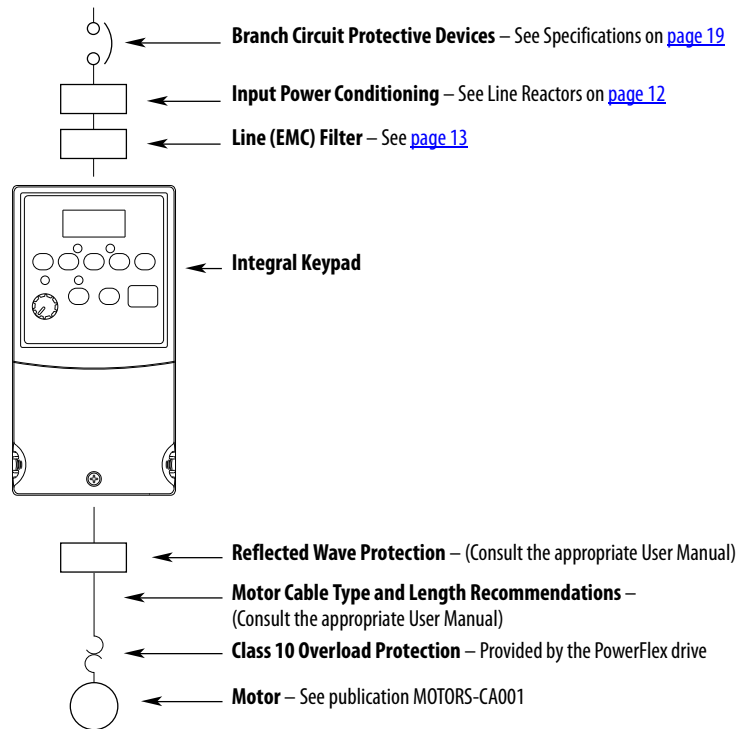 Branch Circuit Protective Devices – See Specifications on page 19
Input Power Conditioning – See Line Reactors on page 12
Line (EMC) Filter – See page 13
Integral Keypad
Reflected Wave Protection – (Consult the appropriate User Manual)
Motor Cable Type and Length Recommendations –
(Consult the appropriate User Manual)
Class 10 Overload Protection – Provided by the PowerFlex drive
Motor – See publication MOTORS-CA001